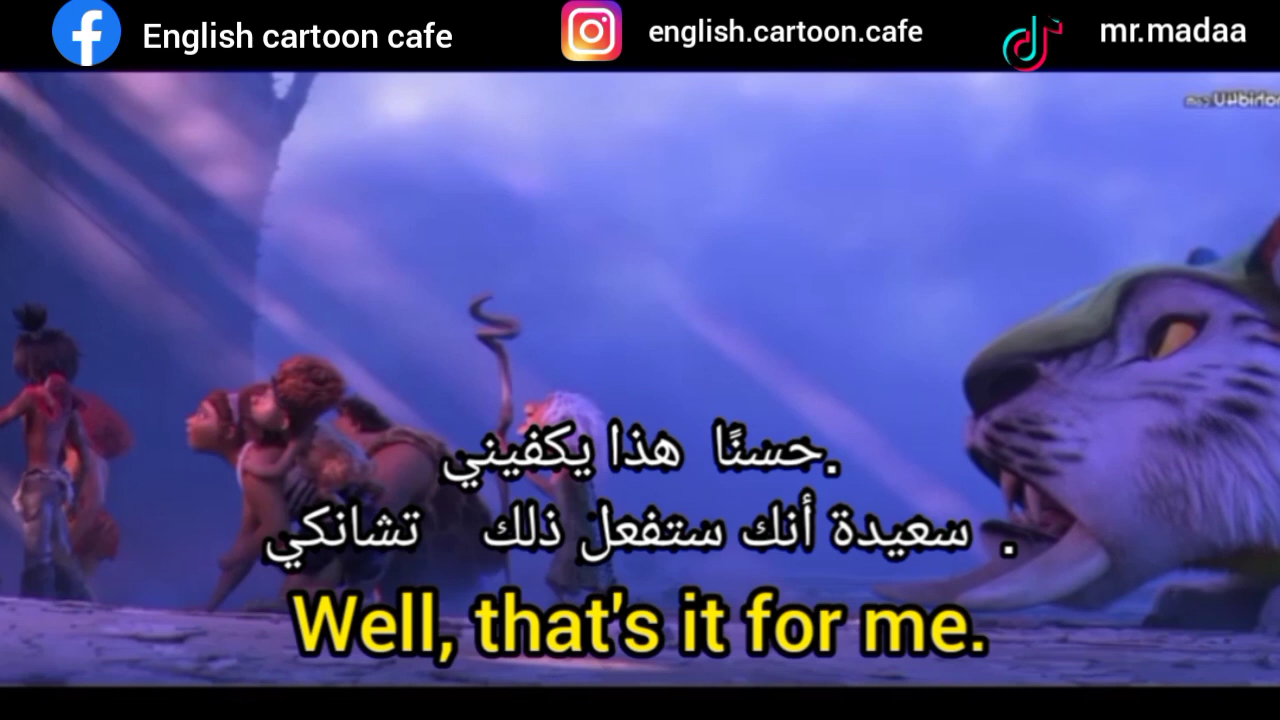 English cartoon cafe
english.cartoon.cafe
mr.madaa
حسنًا هذا يكفيني.
سعيدة أنك ستفعل ذلك تشانكي .
Well, that's it for me.